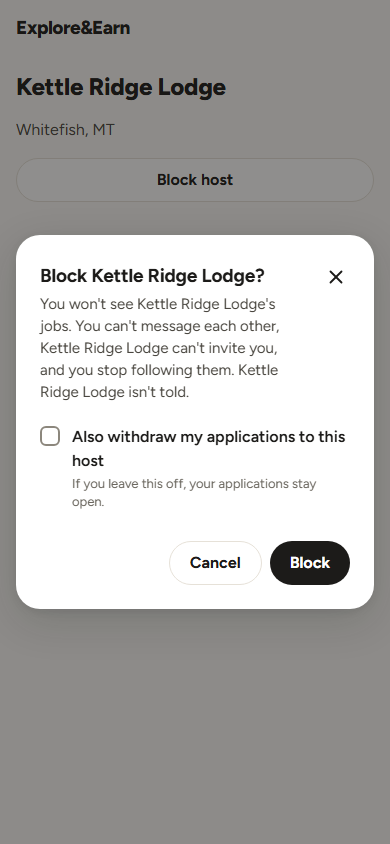 Explore&Earn
Kettle Ridge Lodge
Whitefish, MT
Block host
Block Kettle Ridge Lodge?
You won't see Kettle Ridge Lodge's
jobs. You can't message each other,
Kettle Ridge Lodge can't invite you,
and you stop following them. Kettle
Ridge Lodge isn't told.
Also withdraw my applications to this
host
If you leave this off, your applications stay
open.
Cancel
Block